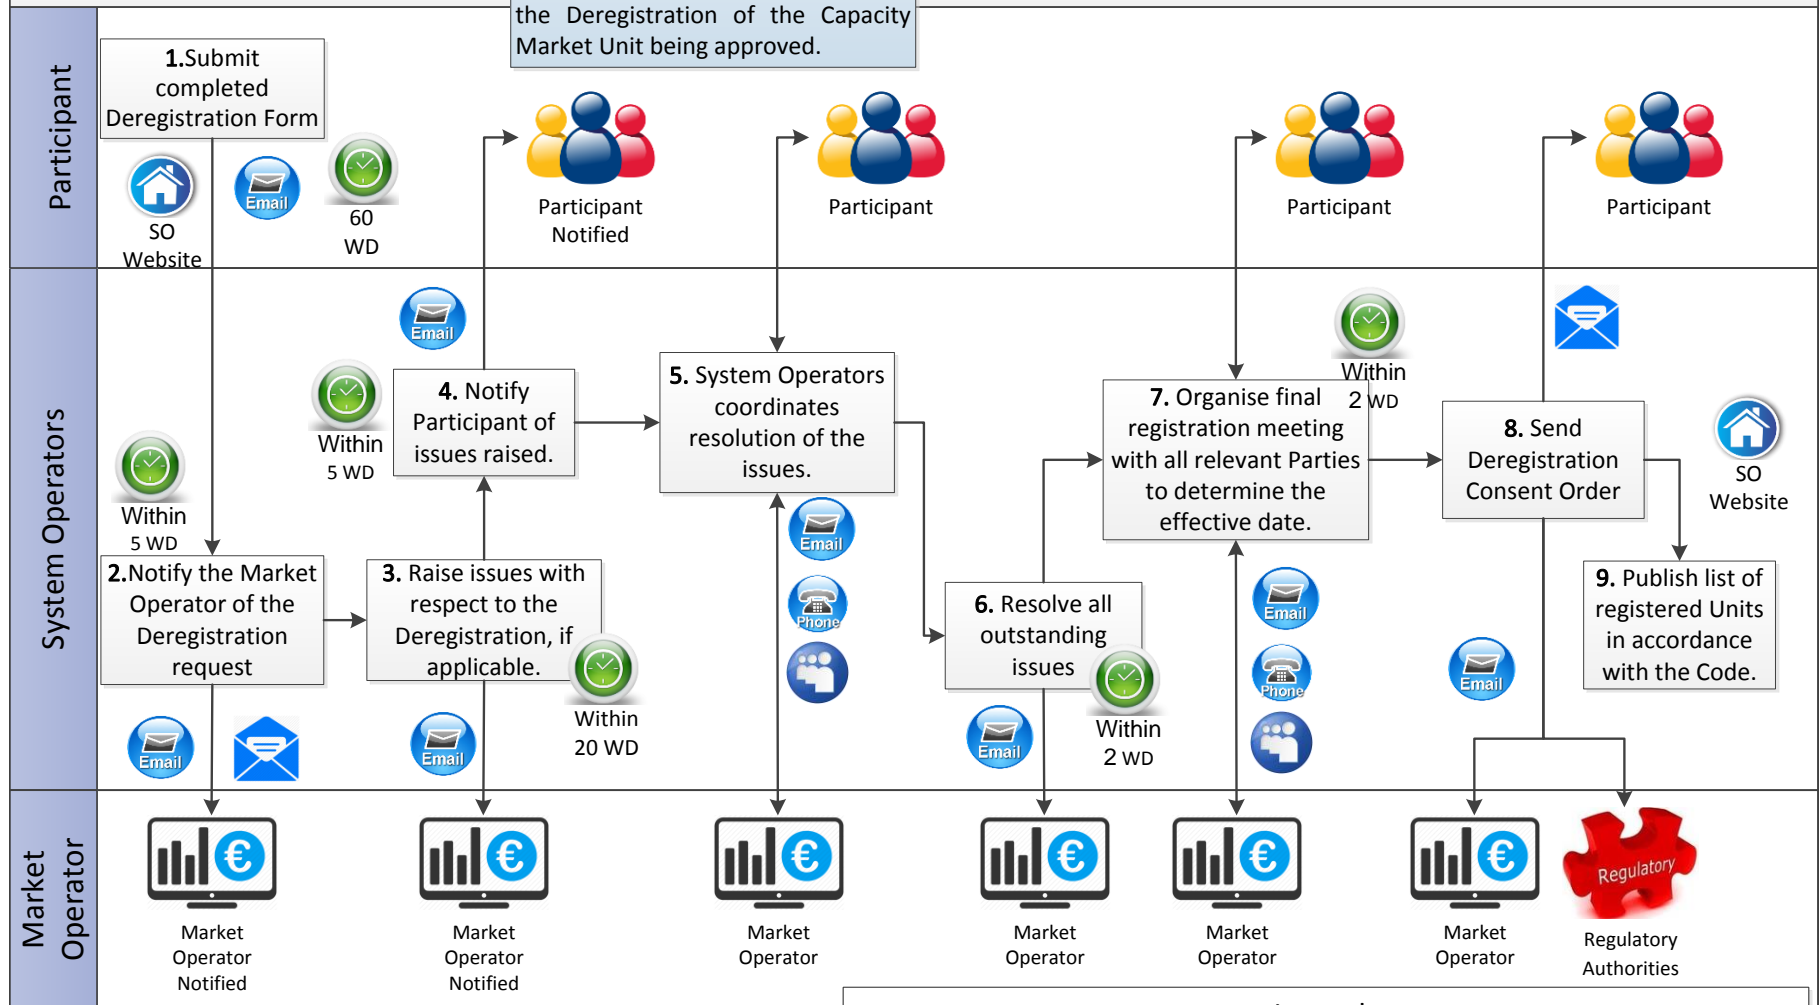 the Deregistration of the Capacity
Market Unit being approved.
Participant
1.Submit
completed
Deregistration Form
SO
Website
Email
60
WD
Participant
Notified
Participant
Participant
Participant
System Operators
Within
5 WD
2.Notify the Market
Operator of the
Deregistration
request
Email
3. Raise issues with
respect to the
Deregistration, if
applicable.
Within
20 WD
Email
Email
Within
5 WD
4. Notify
Participant of
issues raised.
5. System Operators
coordinates
resolution of the
issues.
Email
Phone
6. Resolve all
outstanding
issues
Within
2 WD
Email
7. Organise final
registration meeting
with all relevant Parties
to determine the
effective date.
Within
2 WD
Email
Phone
8. Send
Deregistration
Consent Order
Email
SO
Website
9. Publish list of
registered Units
in accordance
with the Code.
Market
Operator
€
Market
Operator
Notified
€
Market
Operator
Notified
€
Market
Operator
€
Market
Operator
€
Market
Operator
€
Market
Operator
Regulatory
Regulatory
Authorities